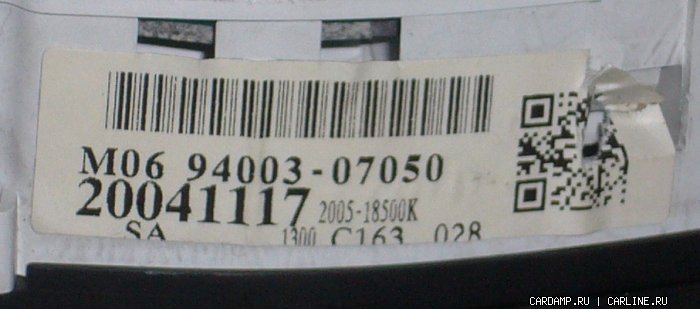 M06 94003-07050
20041117 2005-18500K
SA 1300 C163 028
CARDAMP.RU | CARLINE.RU